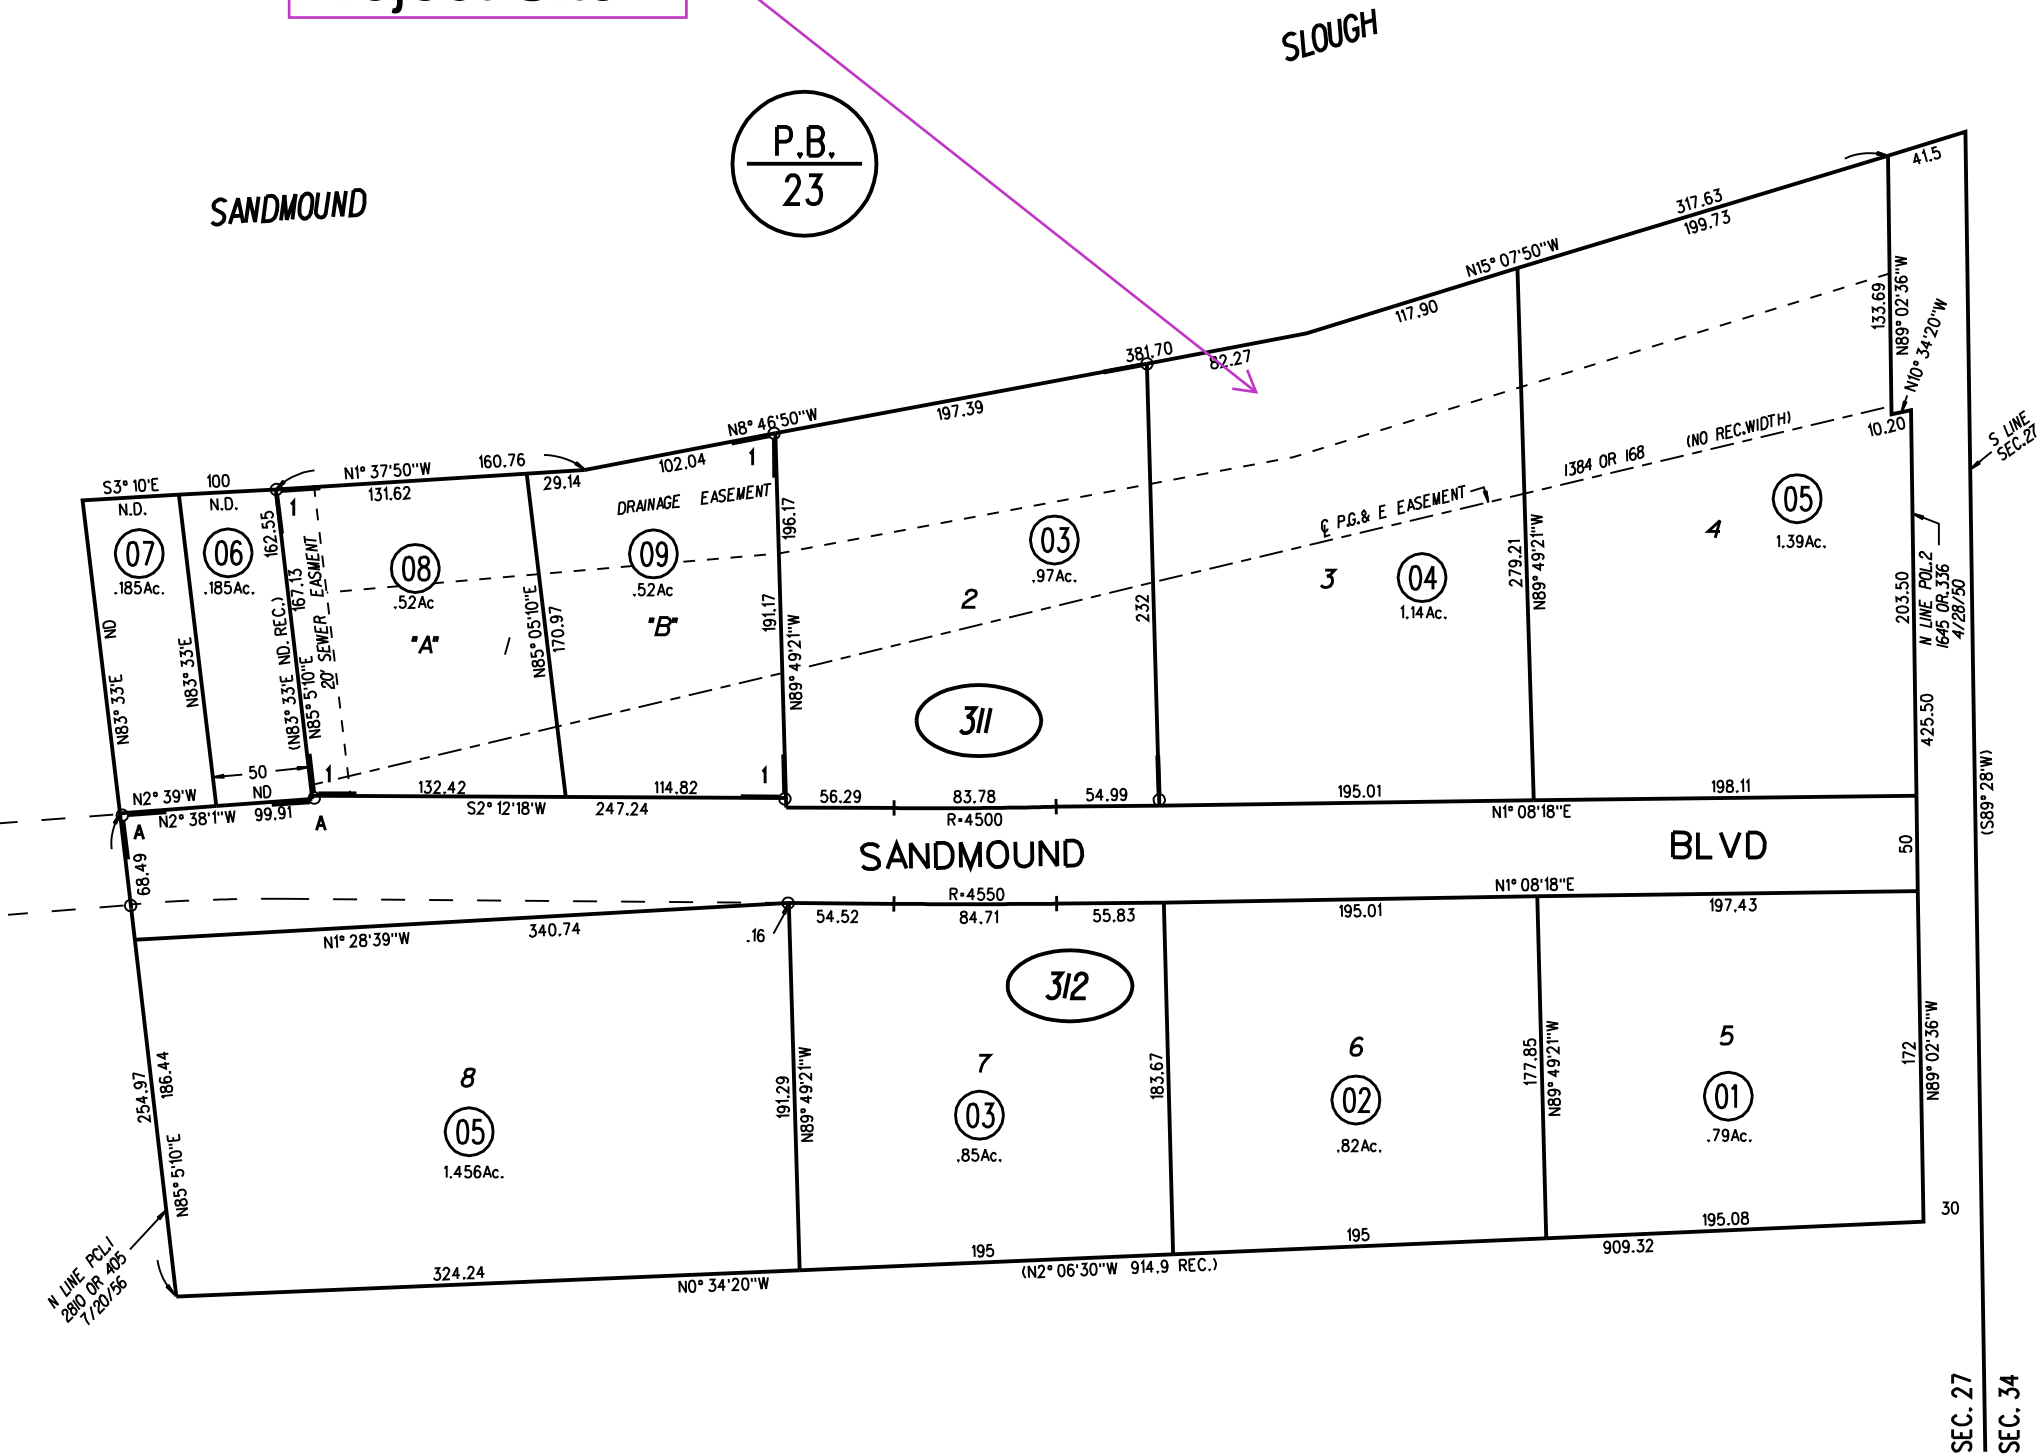 SLOUGH
P.B.
23
SANDMOUND
41.5
317.63
199.73
N15° 07'50"W
117.90
133.69
N89° 02'36"W
N10° 34'20"W
10.20
S LINE
SEC.27
381.70
82.27
N8° 46'50"W
197.39
102.04
1
160.76
N1° 37'50"W
131.62
29.14
S3° 10'E
100
N.D.
N.D.
1
DRAINAGE EASEMENT
196.17
(NO REC.WIDTH)
1384 OR 168
℄ P.G.& E EASEMENT
07
.185Ac.
06
.185Ac.
162.55
167.13
20' SEWER EASMENT
08
.52Ac
"A"
1
09
.52Ac
"B"
03
.97Ac.
2
232
3
04
1.14Ac.
279.21
N89° 49'21"W
4
05
1.39Ac.
203.50
N LINE PCL.2
1645 OR.336
4/28/50
ND
N83° 33'E
N83° 33'E
(N83° 33'E ND. REC.)
N85° 5'10"E
N85° 05'10"E
170.97
191.17
N89° 49'21"W
311
425.50
(S89° 28'W)
50
ND
1
1
N2° 39'W
N2° 38'1"W
99.91
132.42
S2° 12'18"W
247.24
114.82
56.29
83.78
54.99
R=4500
195.01
N1° 08'18"E
198.11
A
A
68.49
SANDMOUND BLVD
50
R=4550
54.52
84.71
55.83
195.01
N1° 08'18"E
197.43
.16
N1° 28'39"W
340.74
312
254.97
186.44
N85° 5'10"E
8
05
1.456Ac.
191.29
N89° 49'21"W
7
03
.85Ac.
183.67
6
02
.82Ac.
177.85
N89° 49'21"W
5
01
.79Ac.
172
N89° 02'36"W
30
195.08
195
195
909.32
(N2° 06'30"W 914.9 REC.)
324.24
N0° 34'20"W
N LINE PCL.1
2810 OR 405
7/20/56
SEC. 27
SEC. 34